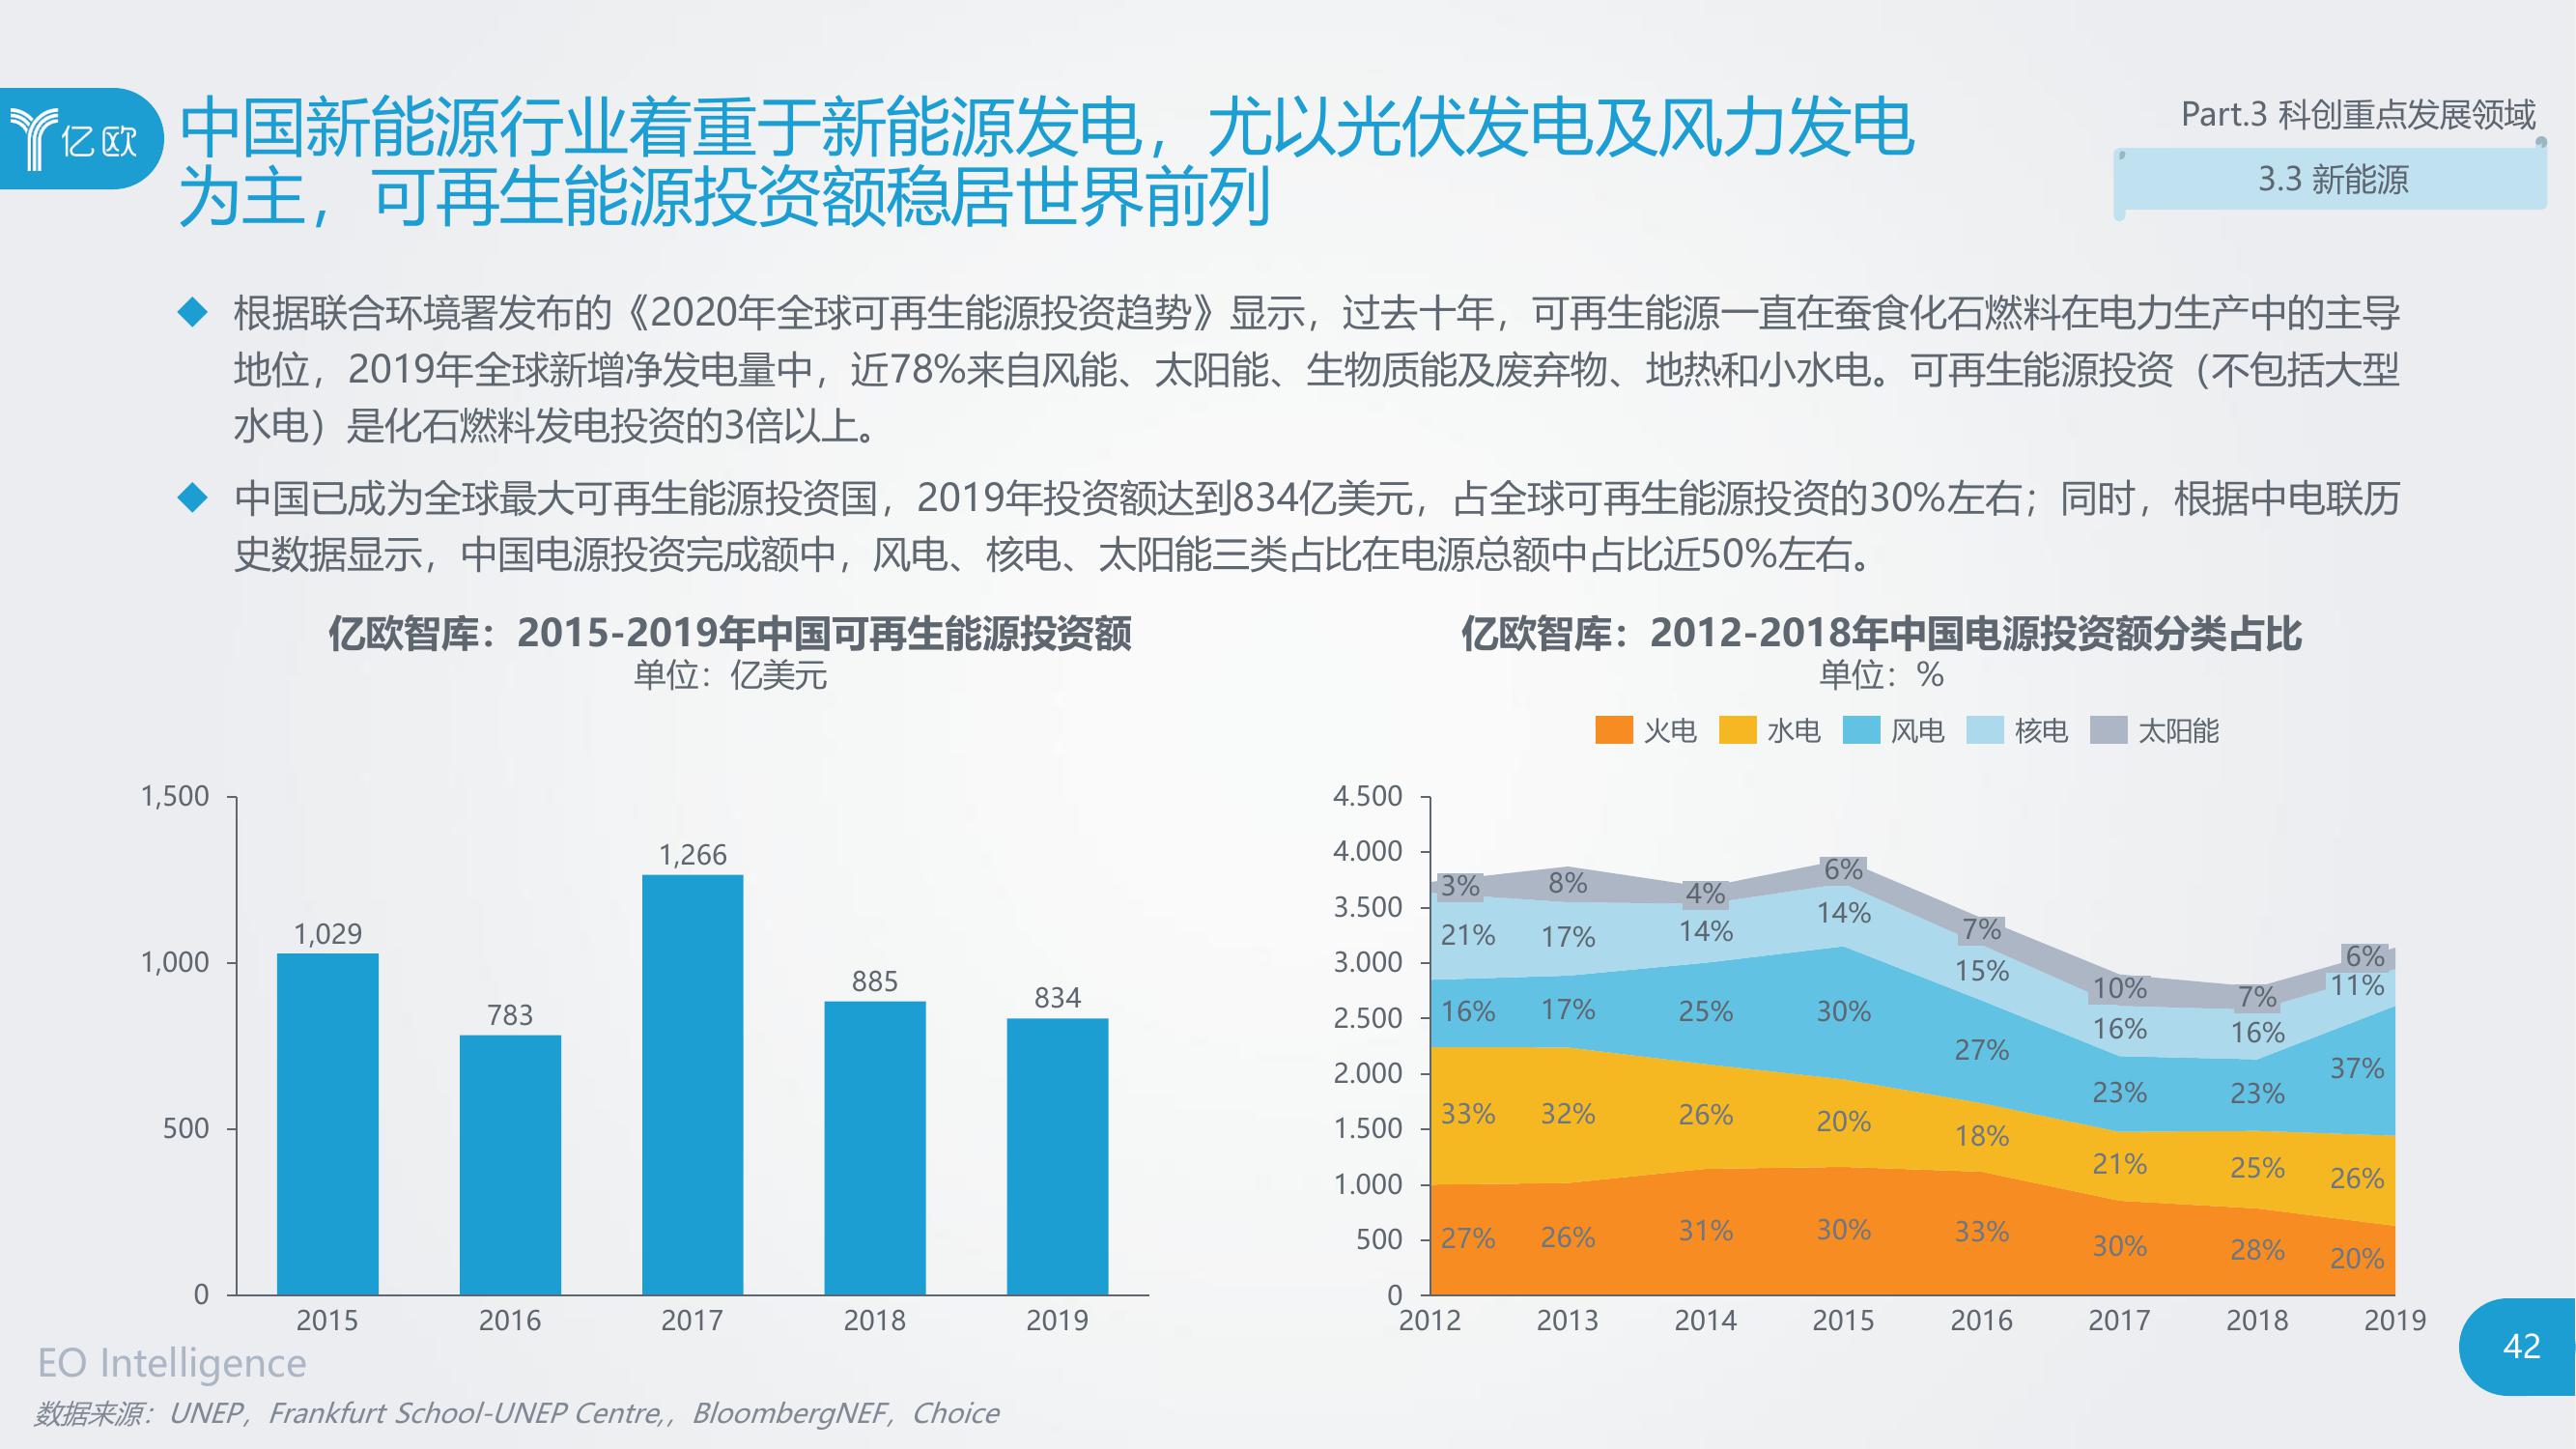 亿欧
中国新能源行业着重于新能源发电，尤以光伏发电及风力发电
为主，可再生能源投资额稳居世界前列
Part.3 科创重点发展领域
3.3 新能源
根据联合环境署发布的《2020年全球可再生能源投资趋势》显示，过去十年，可再生能源一直在蚕食化石燃料在电力生产中的主导
地位，2019年全球新增净发电量中，近78%来自风能、太阳能、生物质能及废弃物、地热和小水电。可再生能源投资（不包括大型
水电）是化石燃料发电投资的3倍以上。
中国已成为全球最大可再生能源投资国，2019年投资额达到834亿美元，占全球可再生能源投资的30%左右；同时，根据中电联历
史数据显示，中国电源投资完成额中，风电、核电、太阳能三类占比在电源总额中占比近50%左右。
亿欧智库：2015-2019年中国可再生能源投资额
单位：亿美元
1,500
1,000
500
0
1,029
783
1,266
885
834
2015 2016 2017 2018 2019
亿欧智库：2012-2018年中国电源投资额分类占比
单位：%
火电 水电 风电 核电 太阳能
4.500
4.000
3.500
3.000
2.500
2.000
1.500
1.000
500
0
3% 8% 4% 6% 7% 10% 7% 6%
21% 17% 14% 14% 15% 16% 16% 11%
16% 17% 25% 30% 27% 23% 23% 37%
33% 32% 26% 20% 18% 21% 25% 26%
27% 26% 31% 30% 33% 30% 28% 20%
2012 2013 2014 2015 2016 2017 2018 2019
EO Intelligence
42
数据来源：UNEP，Frankfurt School-UNEP Centre,，BloombergNEF，Choice